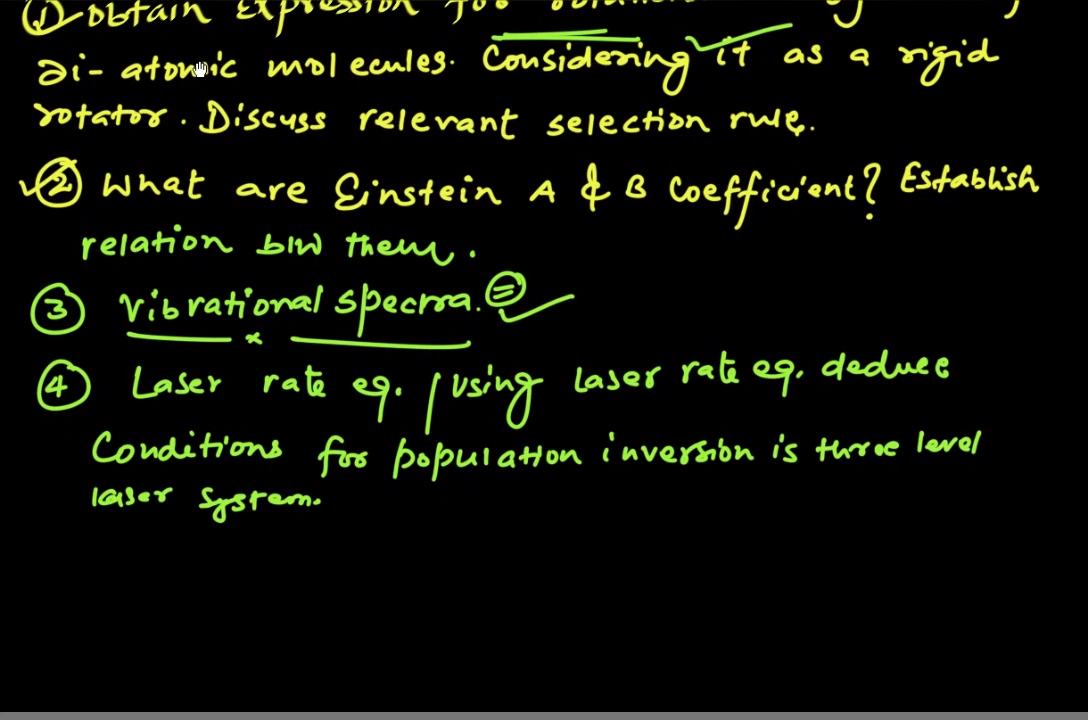 ① Obtain Expression for
di-atomic molecules. Considering it as a rigid
rotator. Discuss relevant selection rule.
② What are Einstein A & B Coefficient? Establish
relation b/w them.
③ Vibrational spectra.
④ Laser rate eq. / using laser rate eq. deduce
Conditions for population inversion is three level
laser system.